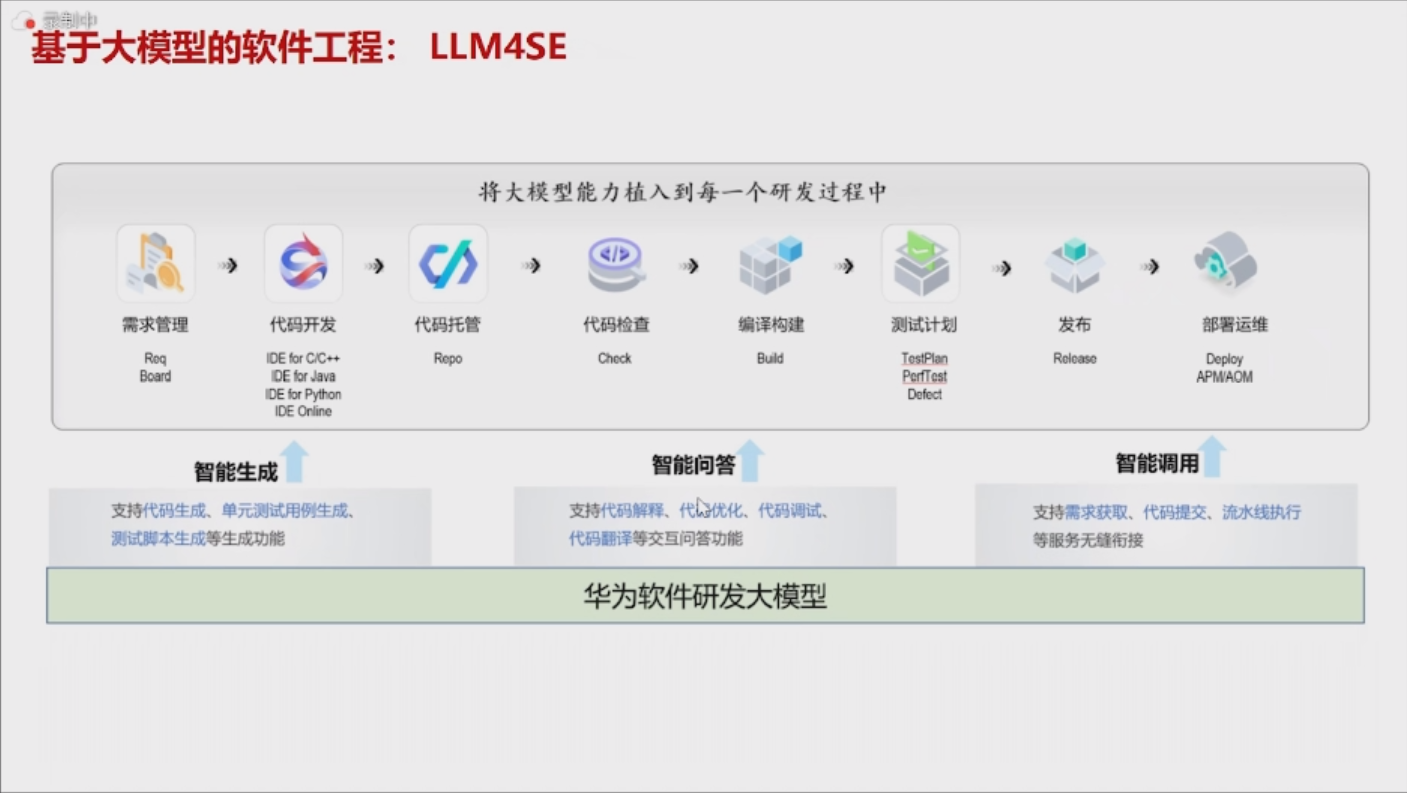 录制中
基于大模型的软件工程： LLM4SE
将大模型能力植入到每一个研发过程中
需求管理
Req
Board
代码开发
IDE for C/C++
IDE for Java
IDE for Python
IDE Online
代码托管
Repo
代码检查
Check
编译构建
Build
测试计划
TestPlan
PerfTest
Defect
发布
Release
部署运维
Deploy
APM/AOM
智能生成
支持代码生成、单元测试用例生成、
测试脚本生成等生成功能
智能问答
支持代码解释、代码优化、代码调试、
代码翻译等交互问答功能
智能调用
支持需求获取、代码提交、流水线执行
等服务无缝衔接
华为软件研发大模型